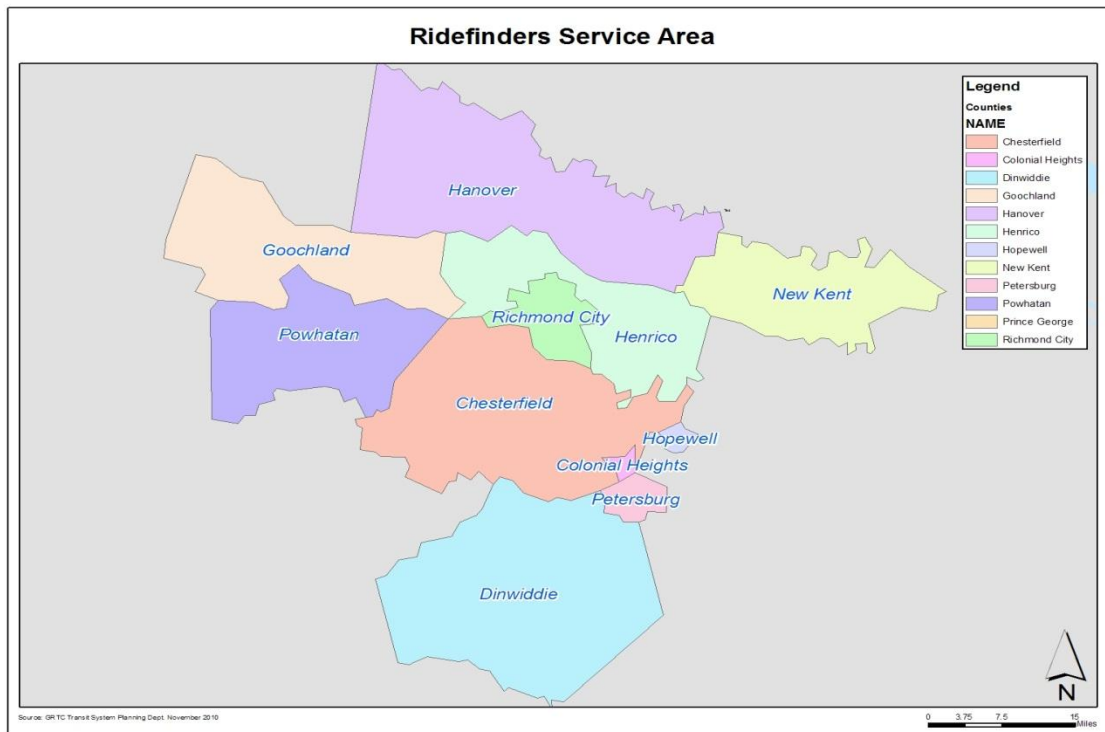 Ridefinders Service Area
Legend
Counties
NAME
Chesterfield
Colonial Heights
Dinwiddie
Goochland
Hanover
Henrico
Hopewell
New Kent
Petersburg
Powhatan
Prince George
Richmond City
Hanover
Goochland
New Kent
Richmond City
Powhatan
Henrico
Chesterfield
Hopewell
Colonial Heights
Petersburg
Dinwiddie
N
Source: GRTC Transit System Planning Dept. November 2010
0 3.75 7.5 15
Miles